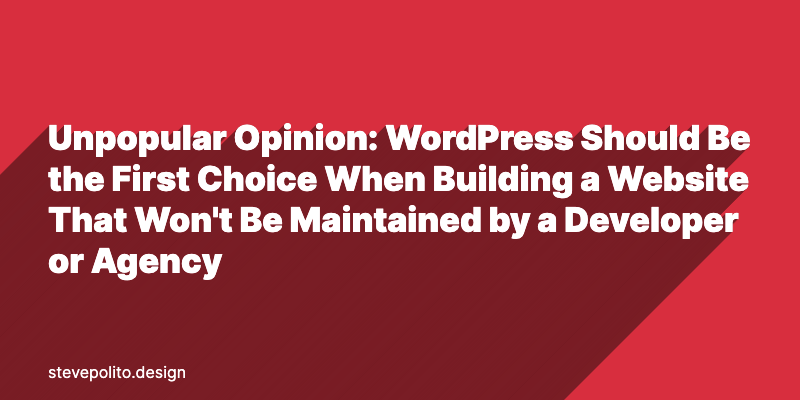 Unpopular Opinion: WordPress Should Be
the First Choice When Building a Website
That Won't Be Maintained by a Developer
or Agency
stevepolito.design